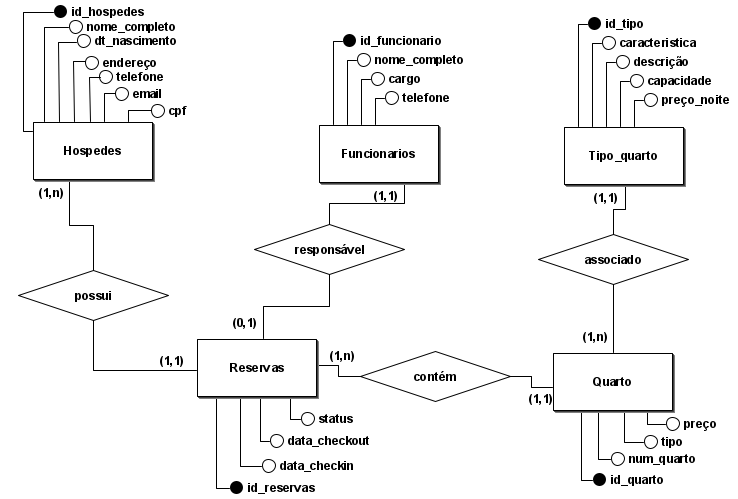 id_hospedes
nome_completo
dt_nascimento
endereço
telefone
email
cpf
Hospedes
(1,n)
id_funcionario
nome_completo
cargo
telefone
Funcionarios
(1,1)
id_tipo
caracteristica
descrição
capacidade
preço_noite
Tipo_quarto
(1,1)
responsável
associado
possui
(0,1)
(1,n)
(1,1)
Reservas
(1,n)
contém
(1,1)
Quarto
status
data_checkout
data_checkin
id_reservas
preço
tipo
num_quarto
id_quarto